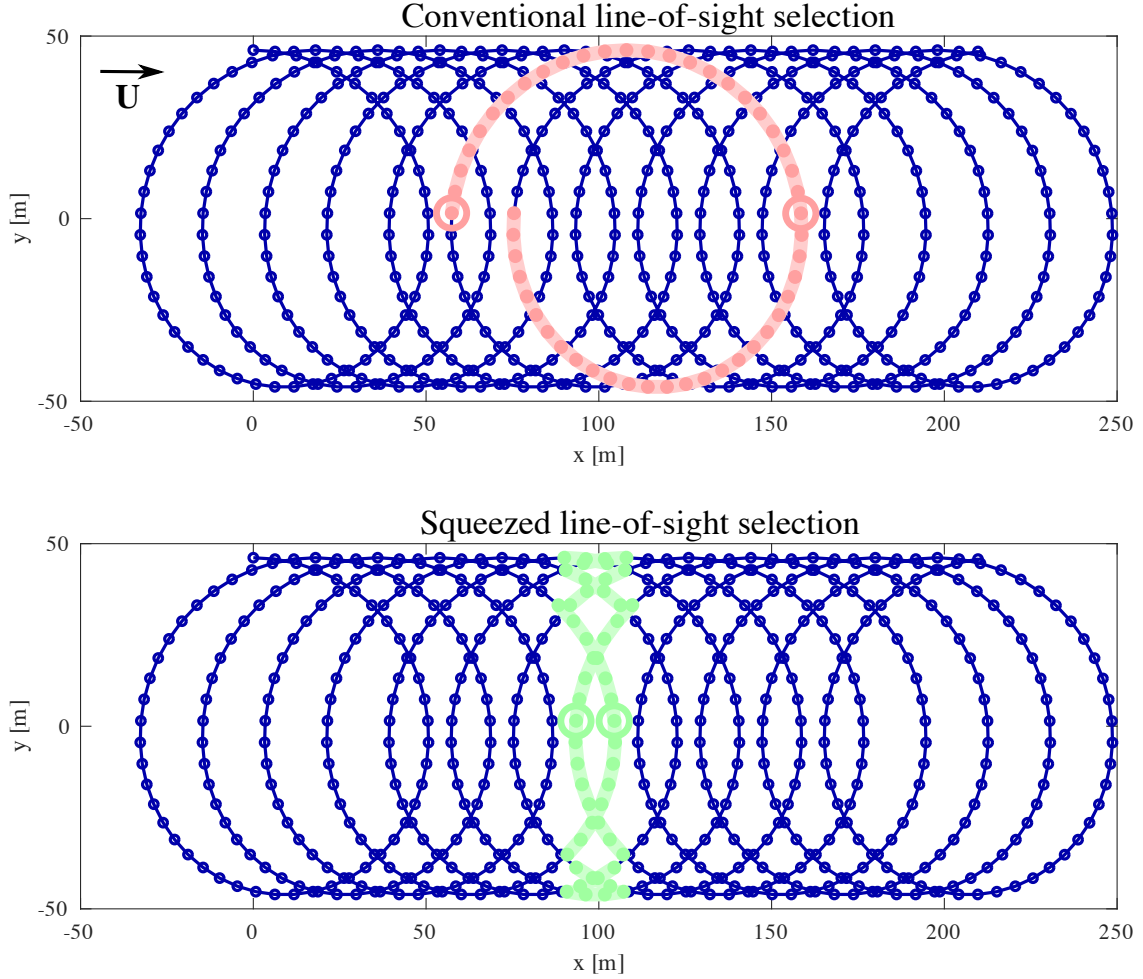 Conventional line-of-sight selection
50
U
y [m]
0
-50
-50 0 50 100 150 200 250
x [m]
Squeezed line-of-sight selection
50
y [m]
0
-50
-50 0 50 100 150 200 250
x [m]